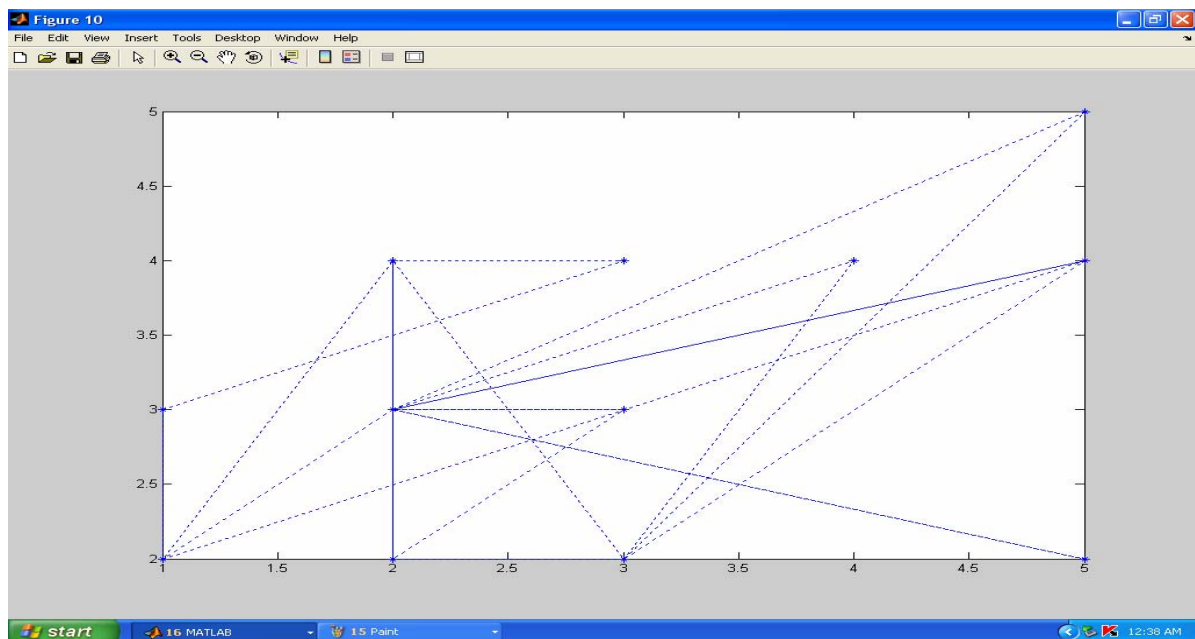 Figure 10
File Edit View Insert Tools Desktop Window Help
5
4.5
4
3.5
3
2.5
2
1 1.5 2 2.5 3 3.5 4 4.5 5
start 16 MATLAB 15 Paint 12:38 AM